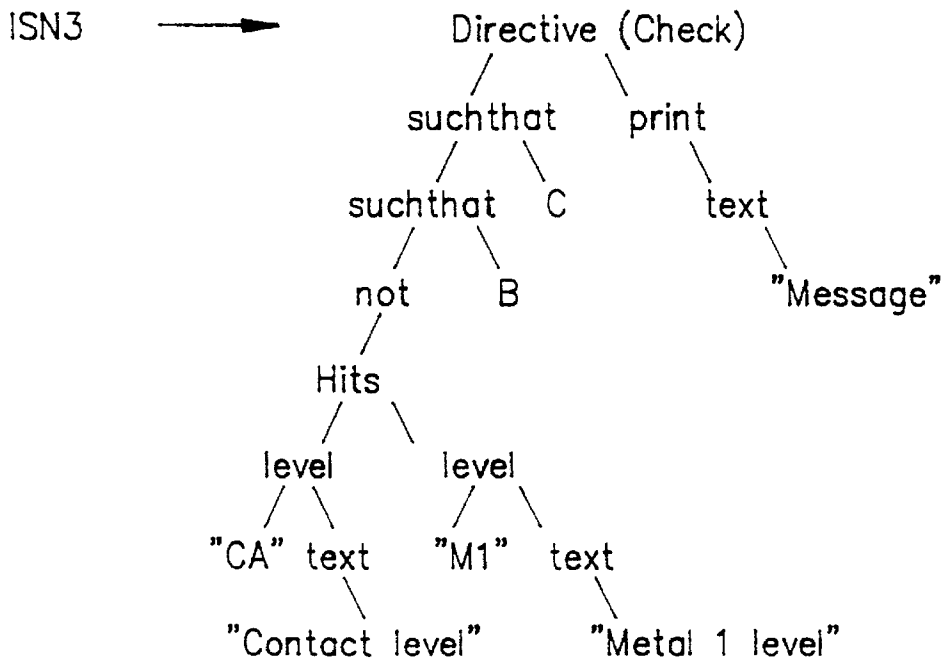 ISN3 Directive (Check)
suchthat print
suchthat C text
not B "Message"
Hits
level level
"CA" text "M1" text
"Contact level" "Metal 1 level"